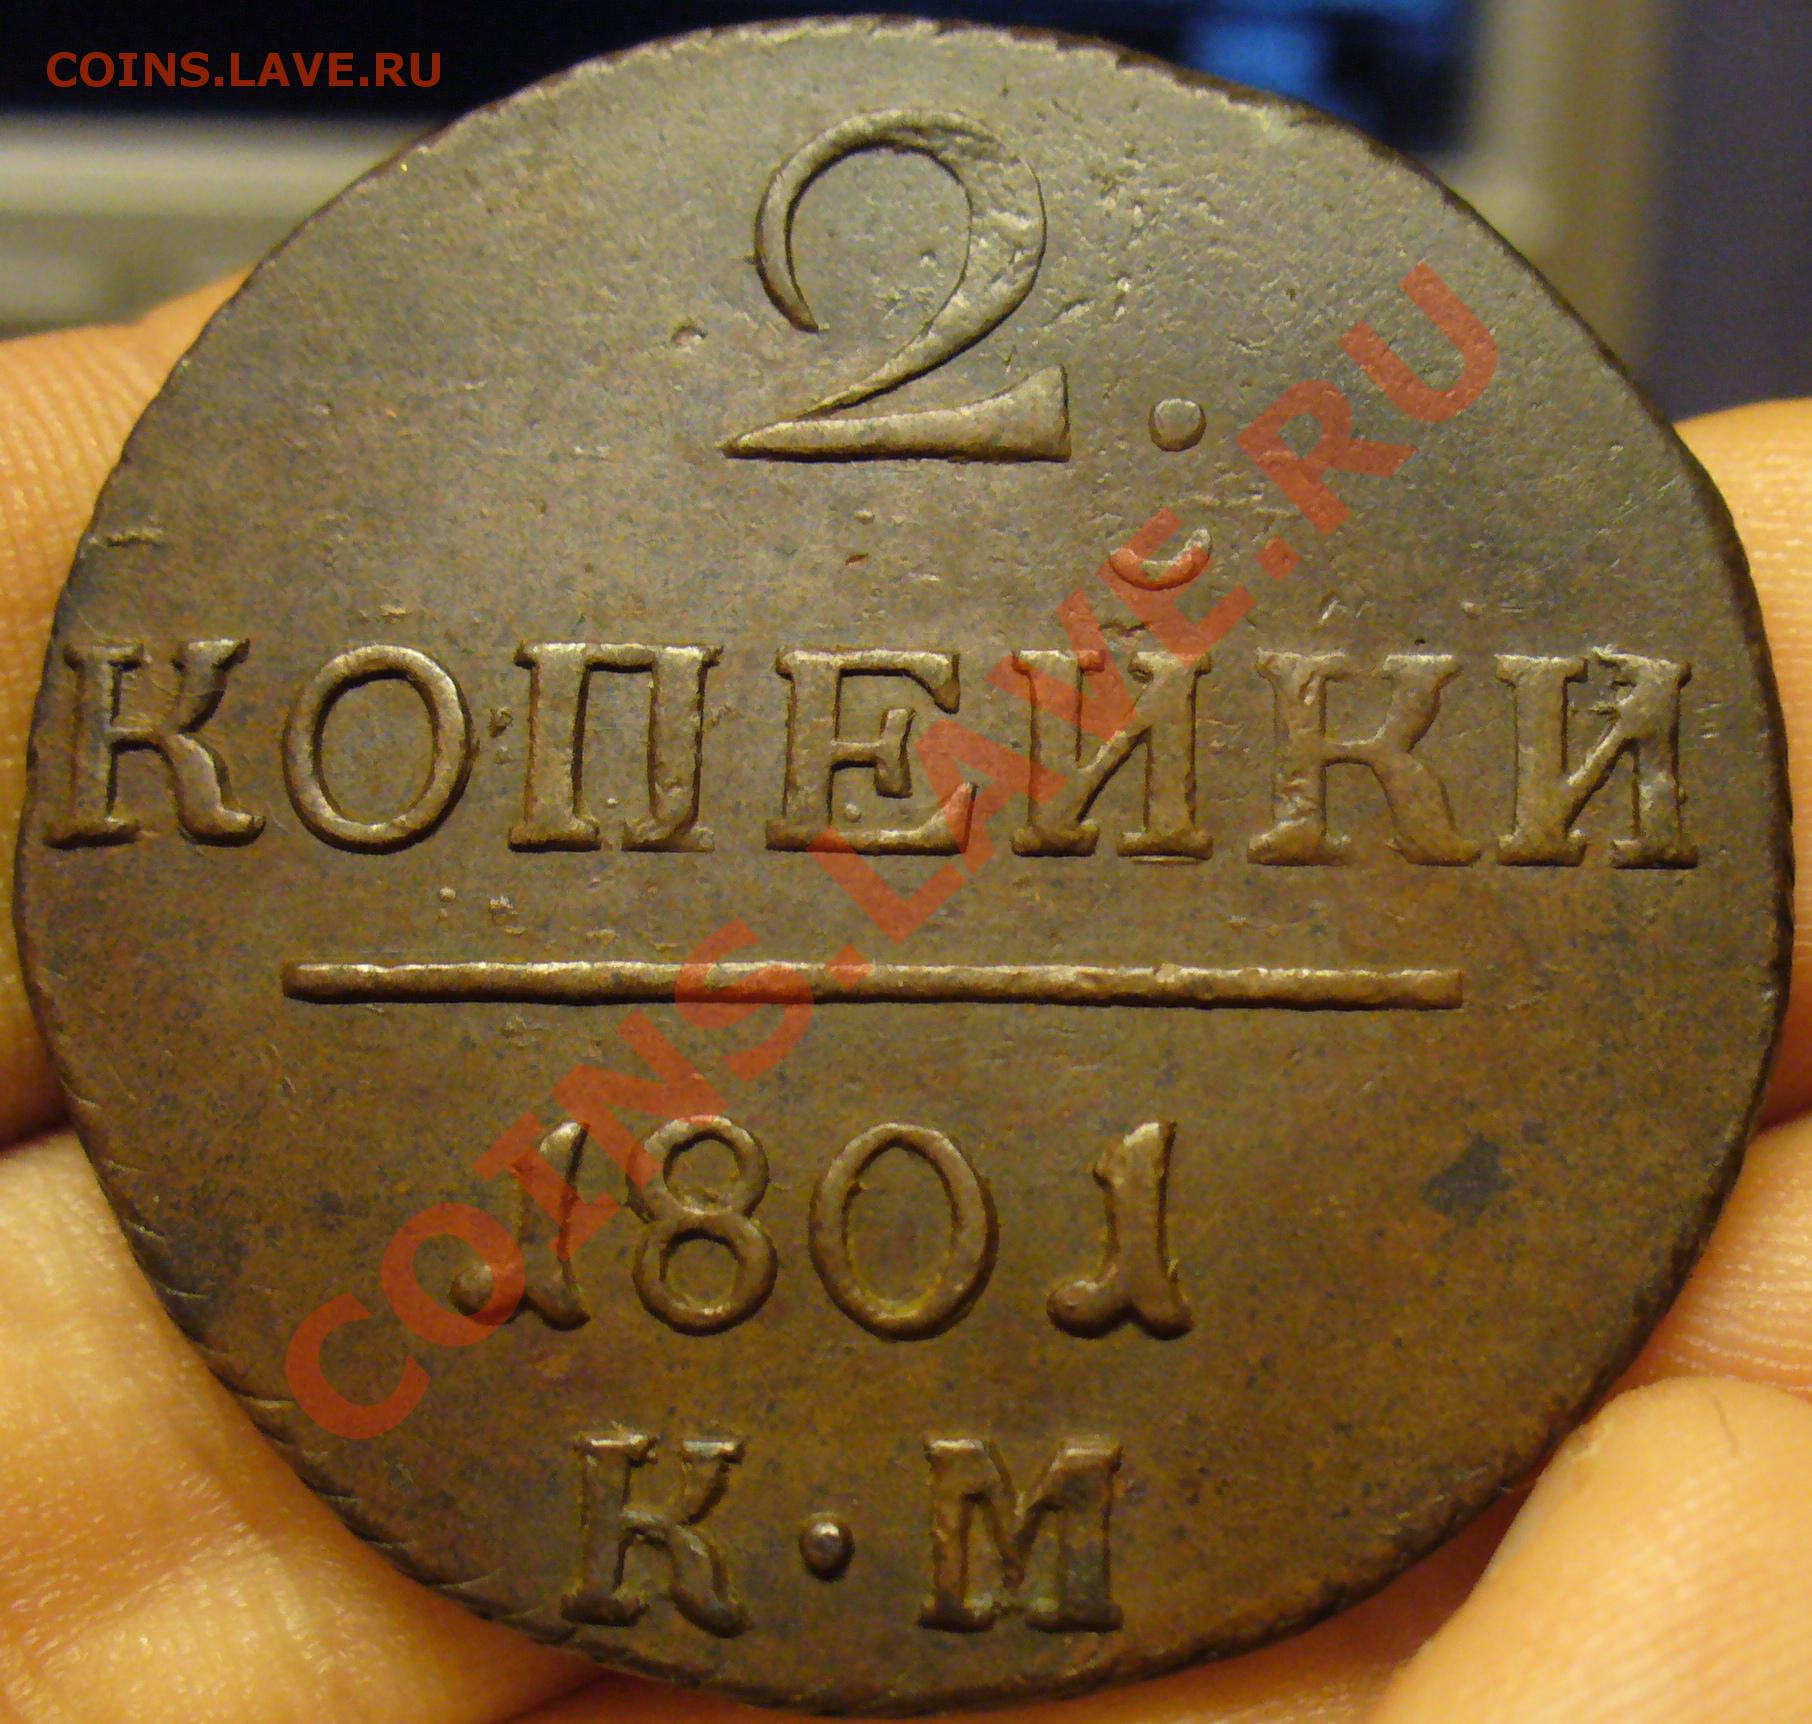 COINS.LAVE.RU
2.
КОПЕЙКИ
1801
К·М
COINS.LAVE.RU